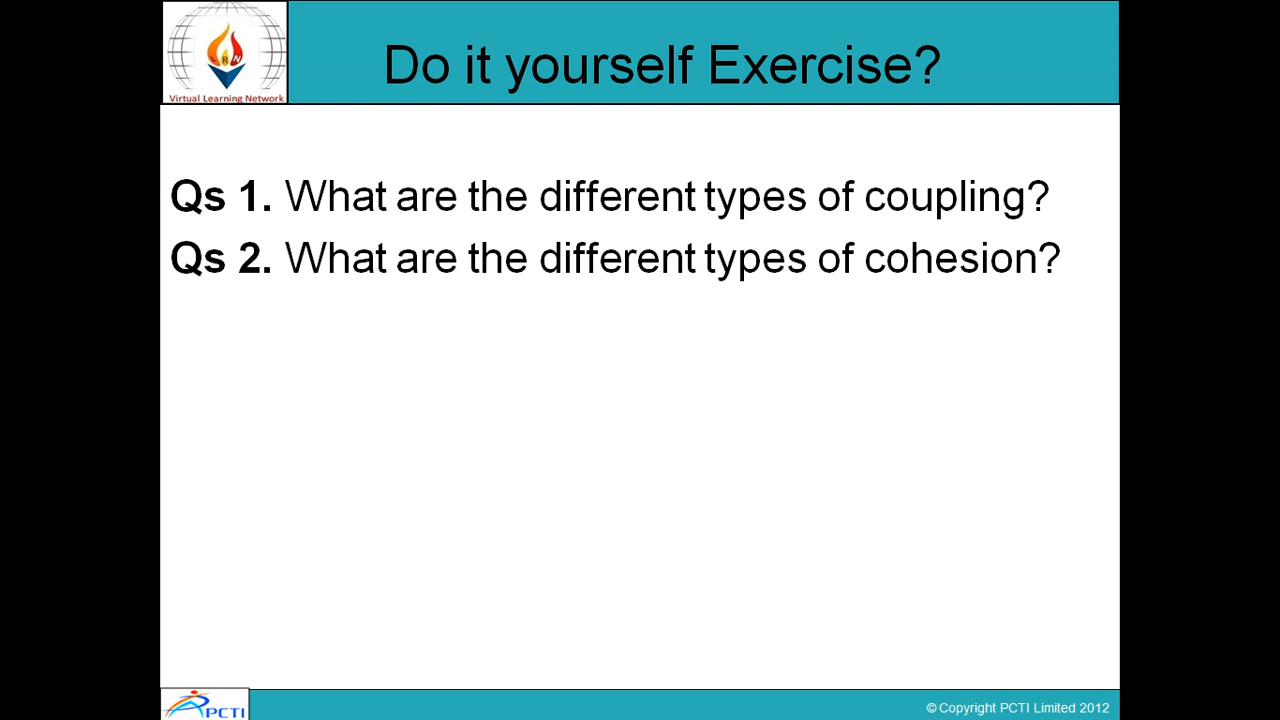 Do it yourself Exercise?
LRN
Virtual Learning Network
Qs 1. What are the different types of coupling?
Qs 2. What are the different types of cohesion?
PCTI
© Copyright PCTI Limited 2012